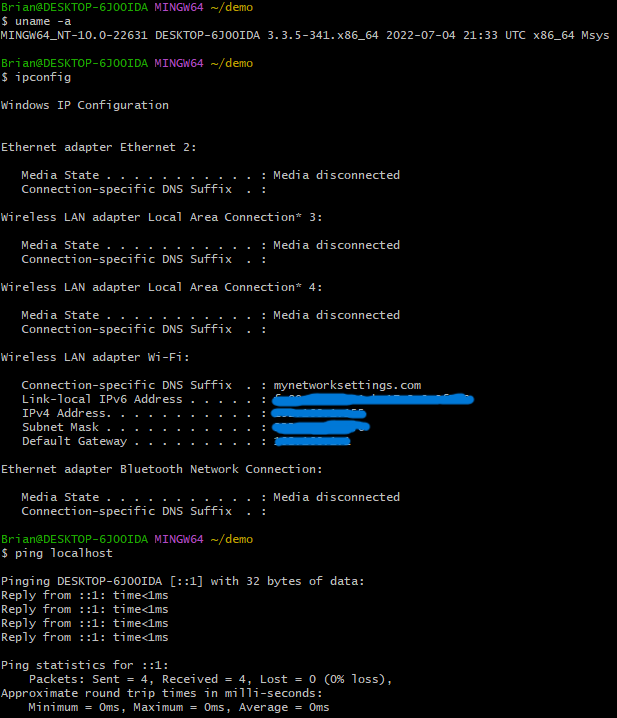 Brian@DESKTOP-6JOOIDA MINGW64 ~/demo
$ uname -a
MINGW64_NT-10.0-22631 DESKTOP-6JOOIDA 3.3.5-341.x86_64 2022-07-04 21:33 UTC x86_64 Msys
Brian@DESKTOP-6JOOIDA MINGW64 ~/demo
$ ipconfig
Windows IP Configuration
Ethernet adapter Ethernet 2:
Media State . . . . . . . . . . . : Media disconnected
Connection-specific DNS Suffix  . :
Wireless LAN adapter Local Area Connection* 3:
Media State . . . . . . . . . . . : Media disconnected
Connection-specific DNS Suffix  . :
Wireless LAN adapter Local Area Connection* 4:
Media State . . . . . . . . . . . : Media disconnected
Connection-specific DNS Suffix  . :
Wireless LAN adapter Wi-Fi:
Connection-specific DNS Suffix  . : mynetworksettings.com
Link-local IPv6 Address . . . . . :
IPv4 Address. . . . . . . . . . . :
Subnet Mask . . . . . . . . . . . :
Default Gateway . . . . . . . . . :
Ethernet adapter Bluetooth Network Connection:
Media State . . . . . . . . . . . : Media disconnected
Connection-specific DNS Suffix  . :
Brian@DESKTOP-6JOOIDA MINGW64 ~/demo
$ ping localhost
Pinging DESKTOP-6JOOIDA [::1] with 32 bytes of data:
Reply from ::1: time<1ms
Reply from ::1: time<1ms
Reply from ::1: time<1ms
Reply from ::1: time<1ms
Ping statistics for ::1:
Packets: Sent = 4, Received = 4, Lost = 0 (0% loss),
Approximate round trip times in milli-seconds:
Minimum = 0ms, Maximum = 0ms, Average = 0ms